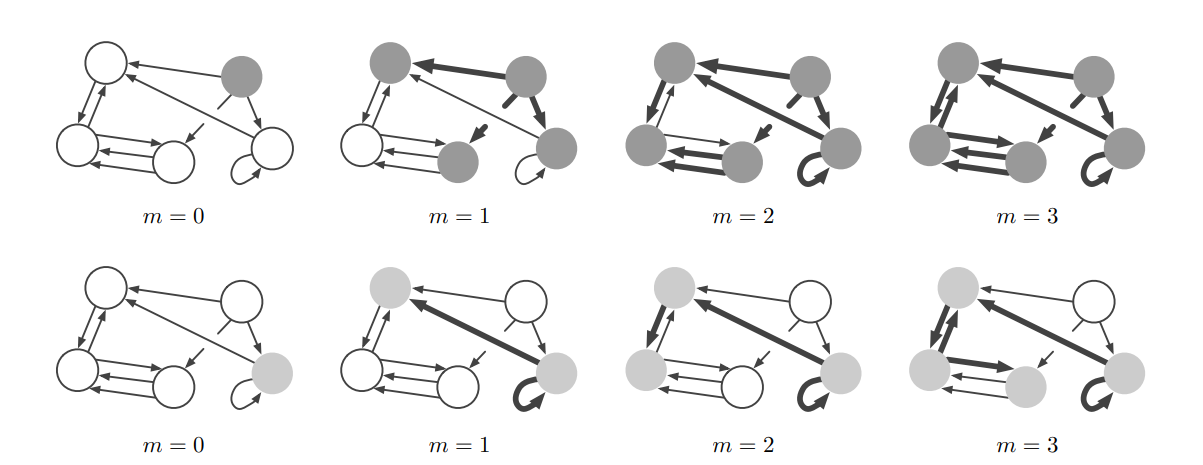 m = 0 m = 1 m = 2 m = 3
m = 0 m = 1 m = 2 m = 3